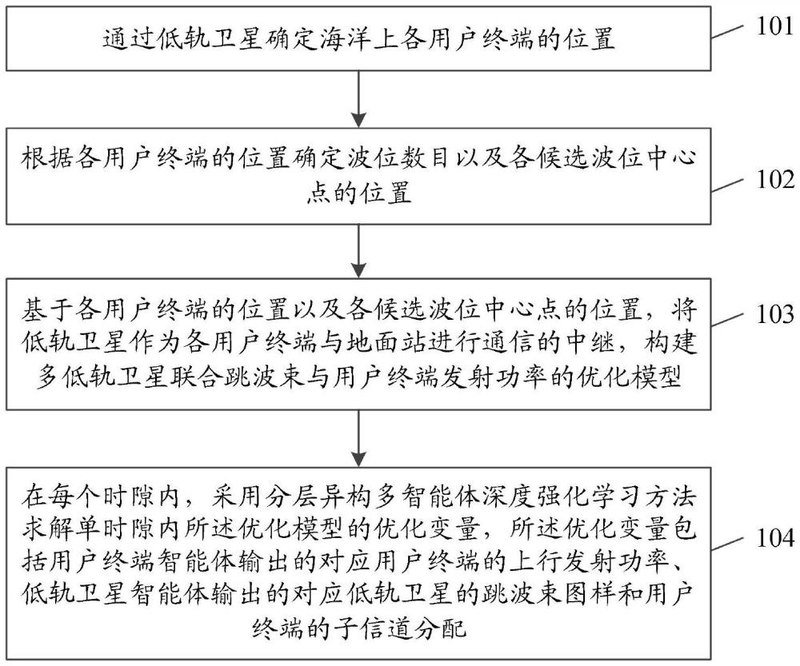 通过低轨卫星确定海洋上各用户终端的位置
101
根据各用户终端的位置确定波位数目以及各候选波位中心
点的位置
102
基于各用户终端的位置以及各候选波位中心点的位置，将
低轨卫星作为各用户终端与地面站进行通信的中继，构建
多低轨卫星联合跳波束与用户终端发射功率的优化模型
103
在每个时隙内，采用分层异构多智能体深度强化学习方法
求解单时隙内所述优化模型的优化变量，所述优化变量包
括用户终端智能体输出的对应用户终端的上行发射功率、
低轨卫星智能体输出的对应低轨卫星的跳波束图样和用户
终端的子信道分配
104